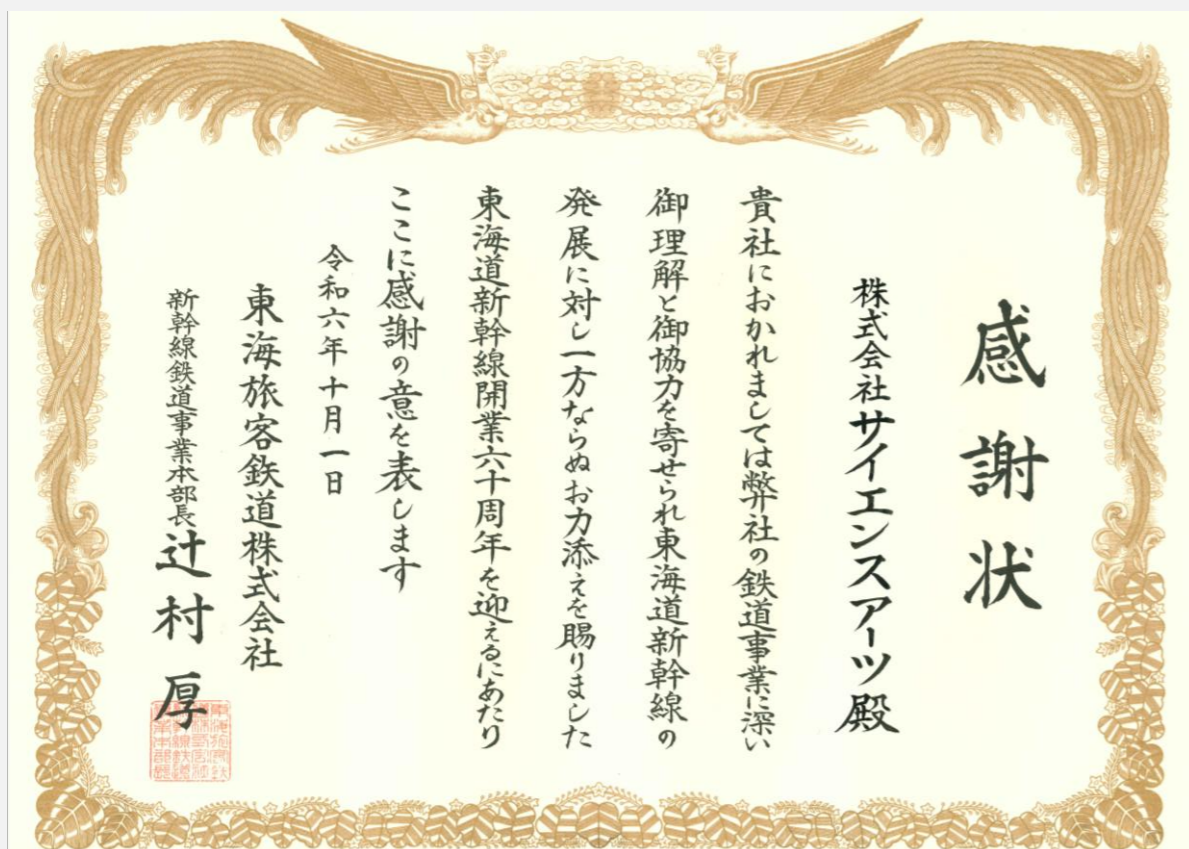 感謝状
株式会社サイエンスアーツ殿
貴社におかれましては弊社の鉄道事業に深い
御理解と御協力を寄せられ東海道新幹線の
発展に対し一方ならぬお力添えを賜りました
東海道新幹線開業六十周年を迎えるにあたり
ここに感謝の意を表します
令和六年十月一日
東海旅客鉄道株式会社
新幹線鉄道事業本部長辻村厚